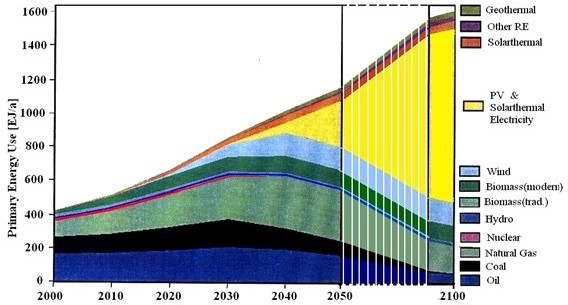 Primary Energy Use [EJ/a]
1600
1400
1200
1000
800
600
400
200
0
2000
2010
2020
2030
2040
2050
2100
Geothermal
Other RE
Solarthermal
PV &
Solarthermal
Electricity
Wind
Biomass(modern)
Biomass(trad.)
Hydro
Nuclear
Natural Gas
Coal
Oil